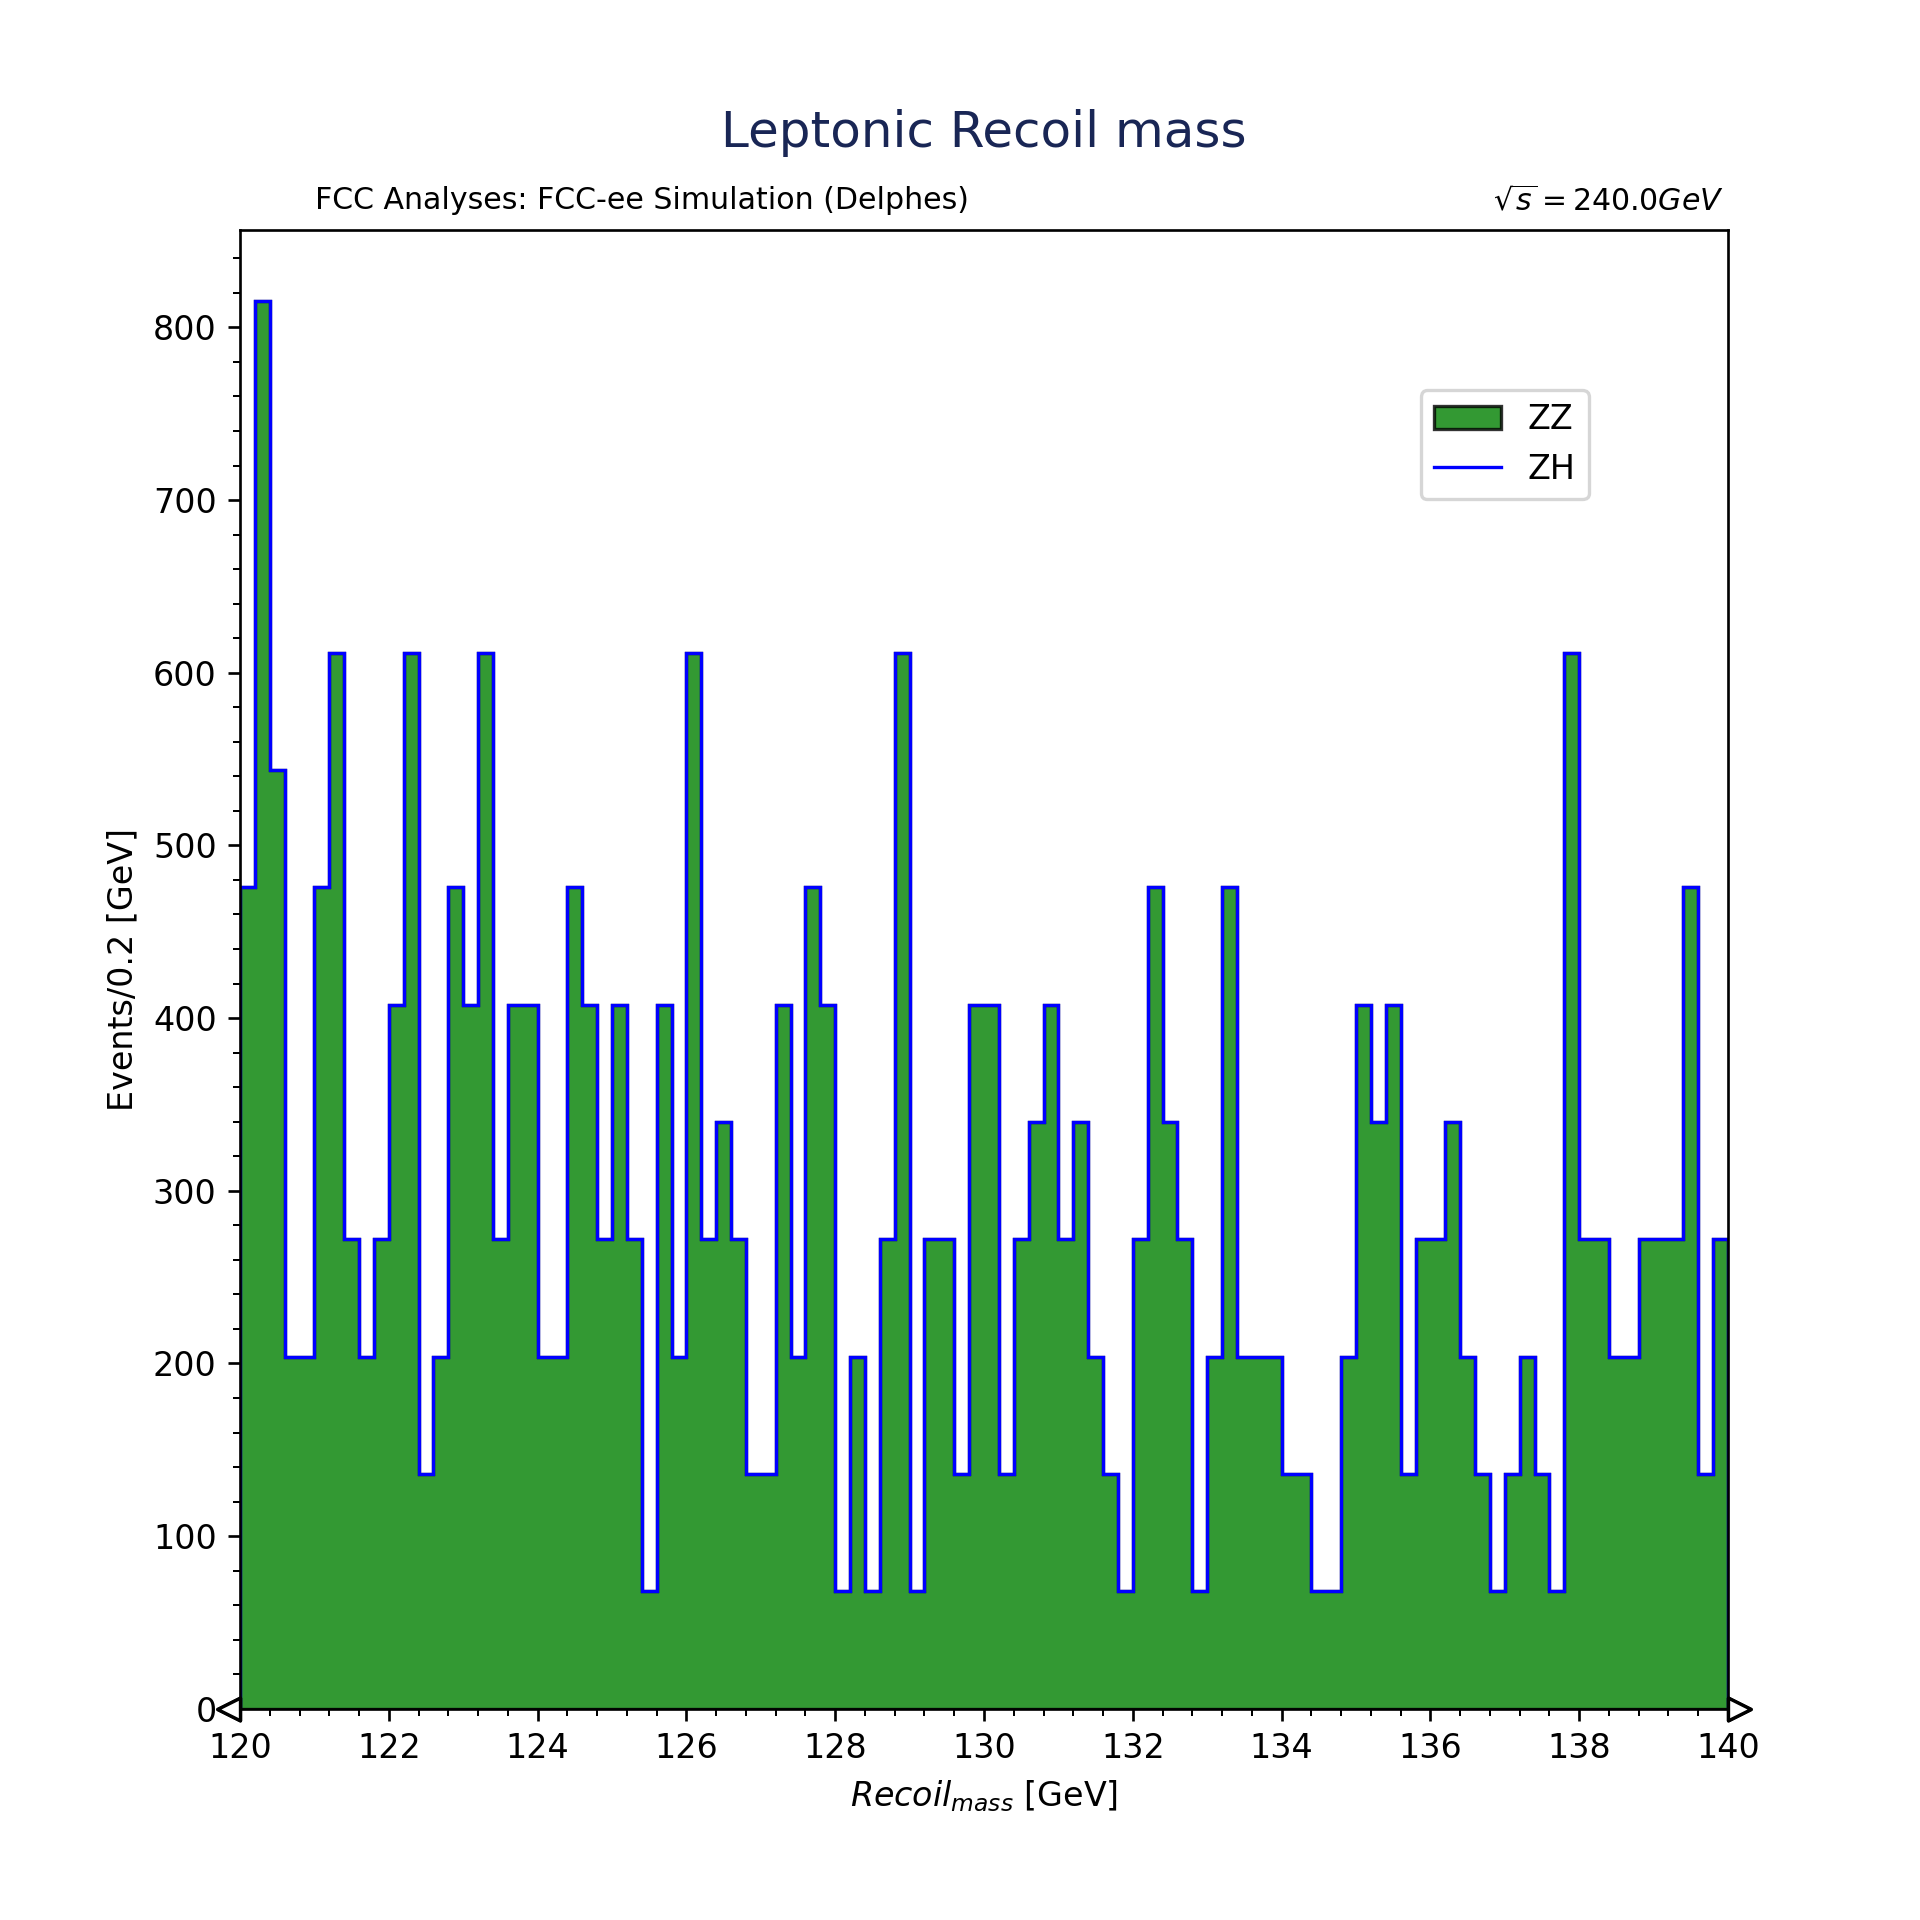 Leptonic Recoil mass
FCC Analyses: FCC-ee Simulation (Delphes)
√s = 240.0GeV
800
700
600
500
400
300
200
100
0
Events/0.2 [GeV]
ZZ
ZH
120 122 124 126 128 130 132 134 136 138 140
Recoil_mass [GeV]